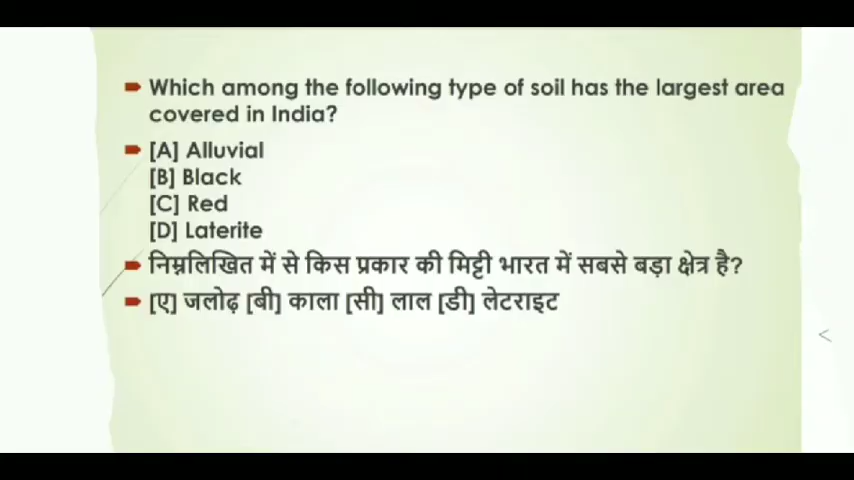 Which among the following type of soil has the largest area
covered in India?
[A] Alluvial
[B] Black
[C] Red
[D] Laterite
निम्नलिखित में से किस प्रकार की मिट्टी भारत में सबसे बड़ा क्षेत्र है?
[ए] जलोढ़ [बी] काला [सी] लाल [डी] लेटराइट